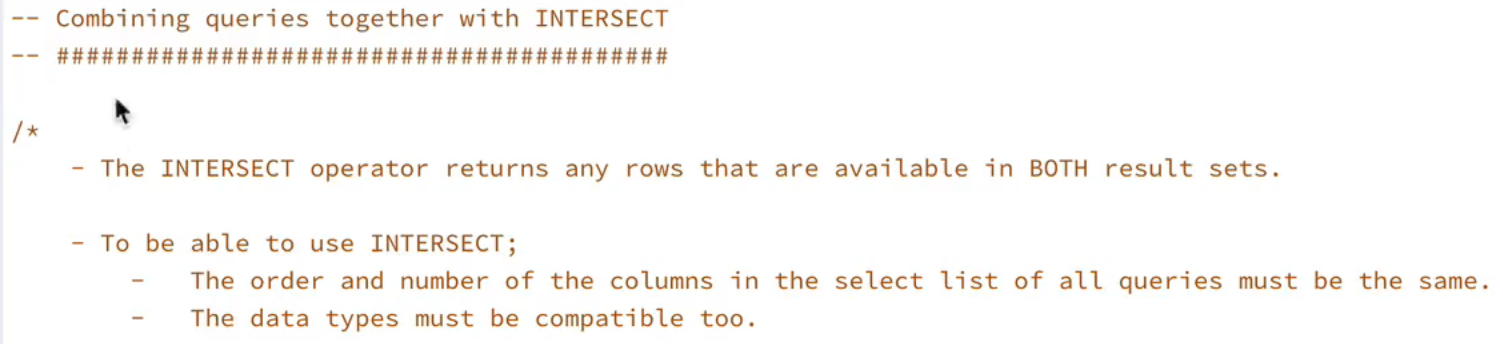 -- Combining queries together with INTERSECT
-- #########################################
/*
- The INTERSECT operator returns any rows that are available in BOTH result sets.
- To be able to use INTERSECT;
- The order and number of the columns in the select list of all queries must be the same.
- The data types must be compatible too.